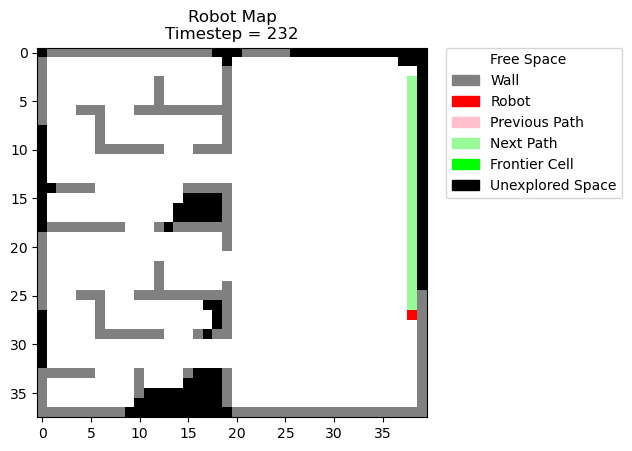 Robot Map
Timestep = 232
Free Space
Wall
Robot
Previous Path
Next Path
Frontier Cell
Unexplored Space
0
5
10
15
20
25
30
35
0
5
10
15
20
25
30
35